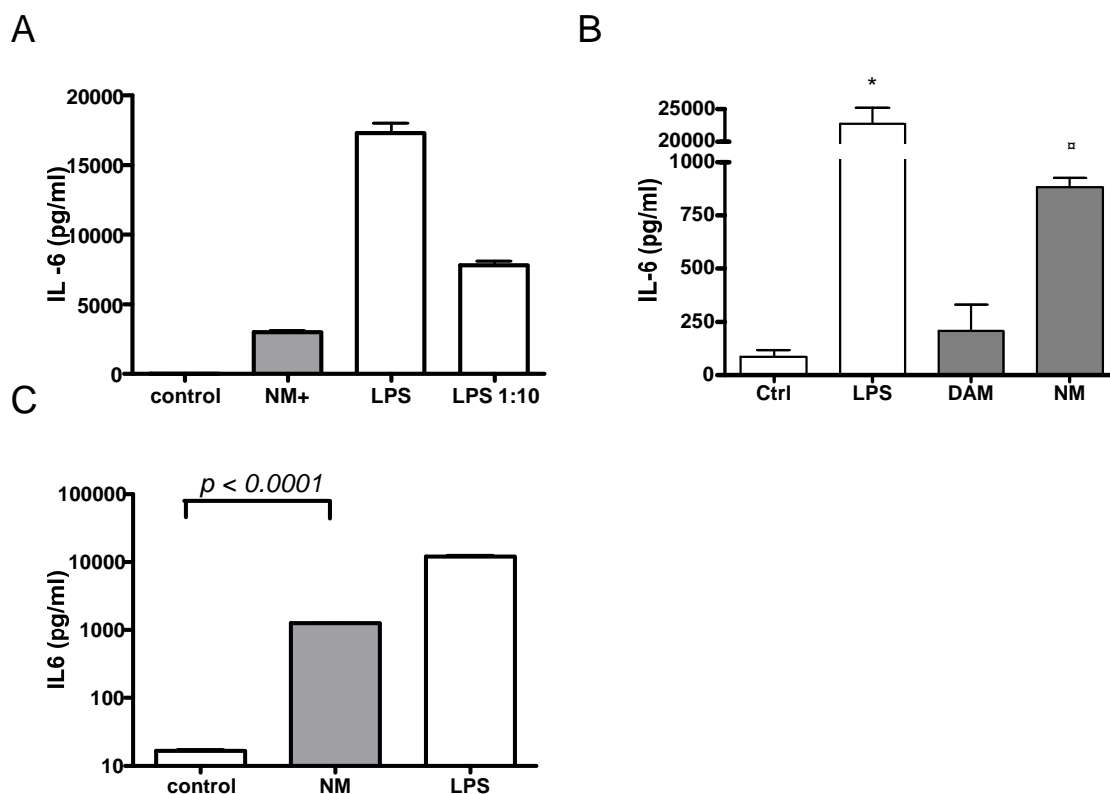 A
IL -6 (pg/ml)
20000
15000
10000
5000
0
control NM+ LPS LPS 1:10
B
IL-6 (pg/ml)
* 
25000
20000
¤
1000
750
500
250
0
Ctrl LPS DAM NM
C
p < 0.0001
IL6 (pg/ml)
100000
10000
1000
100
10
control NM LPS